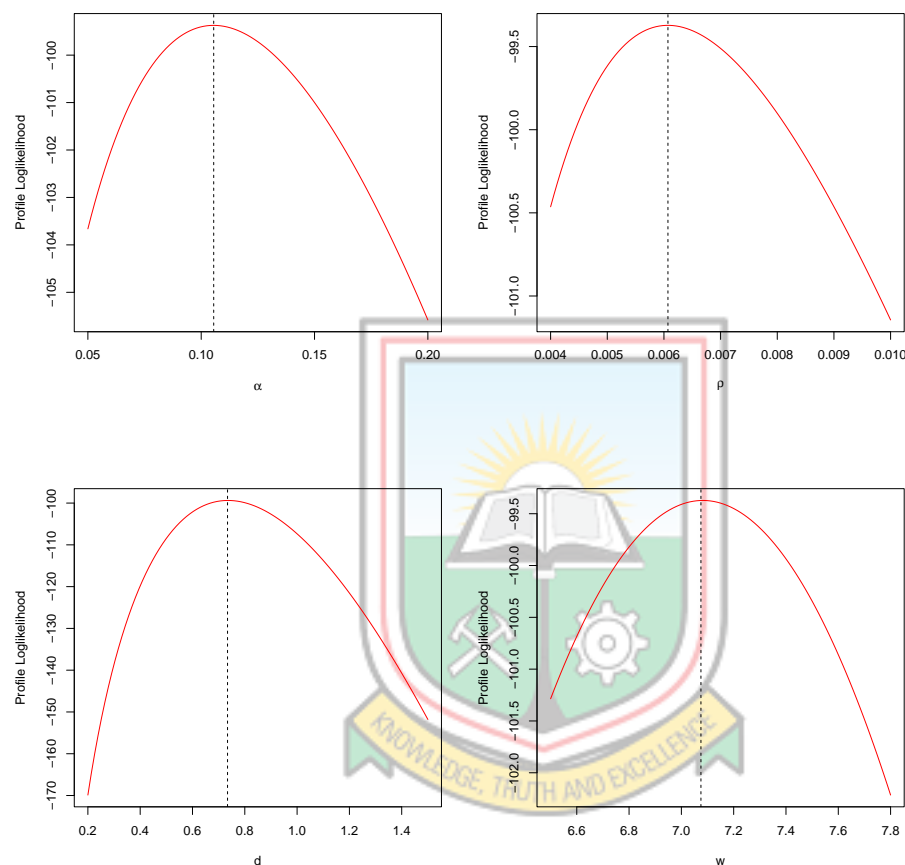 Profile Loglikelihood
−100
−101
−102
−103
−104
−105
0.05 0.10 0.15 0.20
α
Profile Loglikelihood
−99.5
−100.0
−100.5
−101.0
0.004 0.005 0.006 0.007 0.008 0.009 0.010
ρ
Profile Loglikelihood
−100
−110
−120
−130
−140
−150
−160
−170
0.2 0.4 0.6 0.8 1.0 1.2 1.4
d
Profile Loglikelihood
−99.5
−100.0
−100.5
−101.0
−101.5
−102.0
6.6 6.8 7.0 7.2 7.4 7.6 7.8
w
KNOWLEDGE, TRUTH AND EXCELLENCE